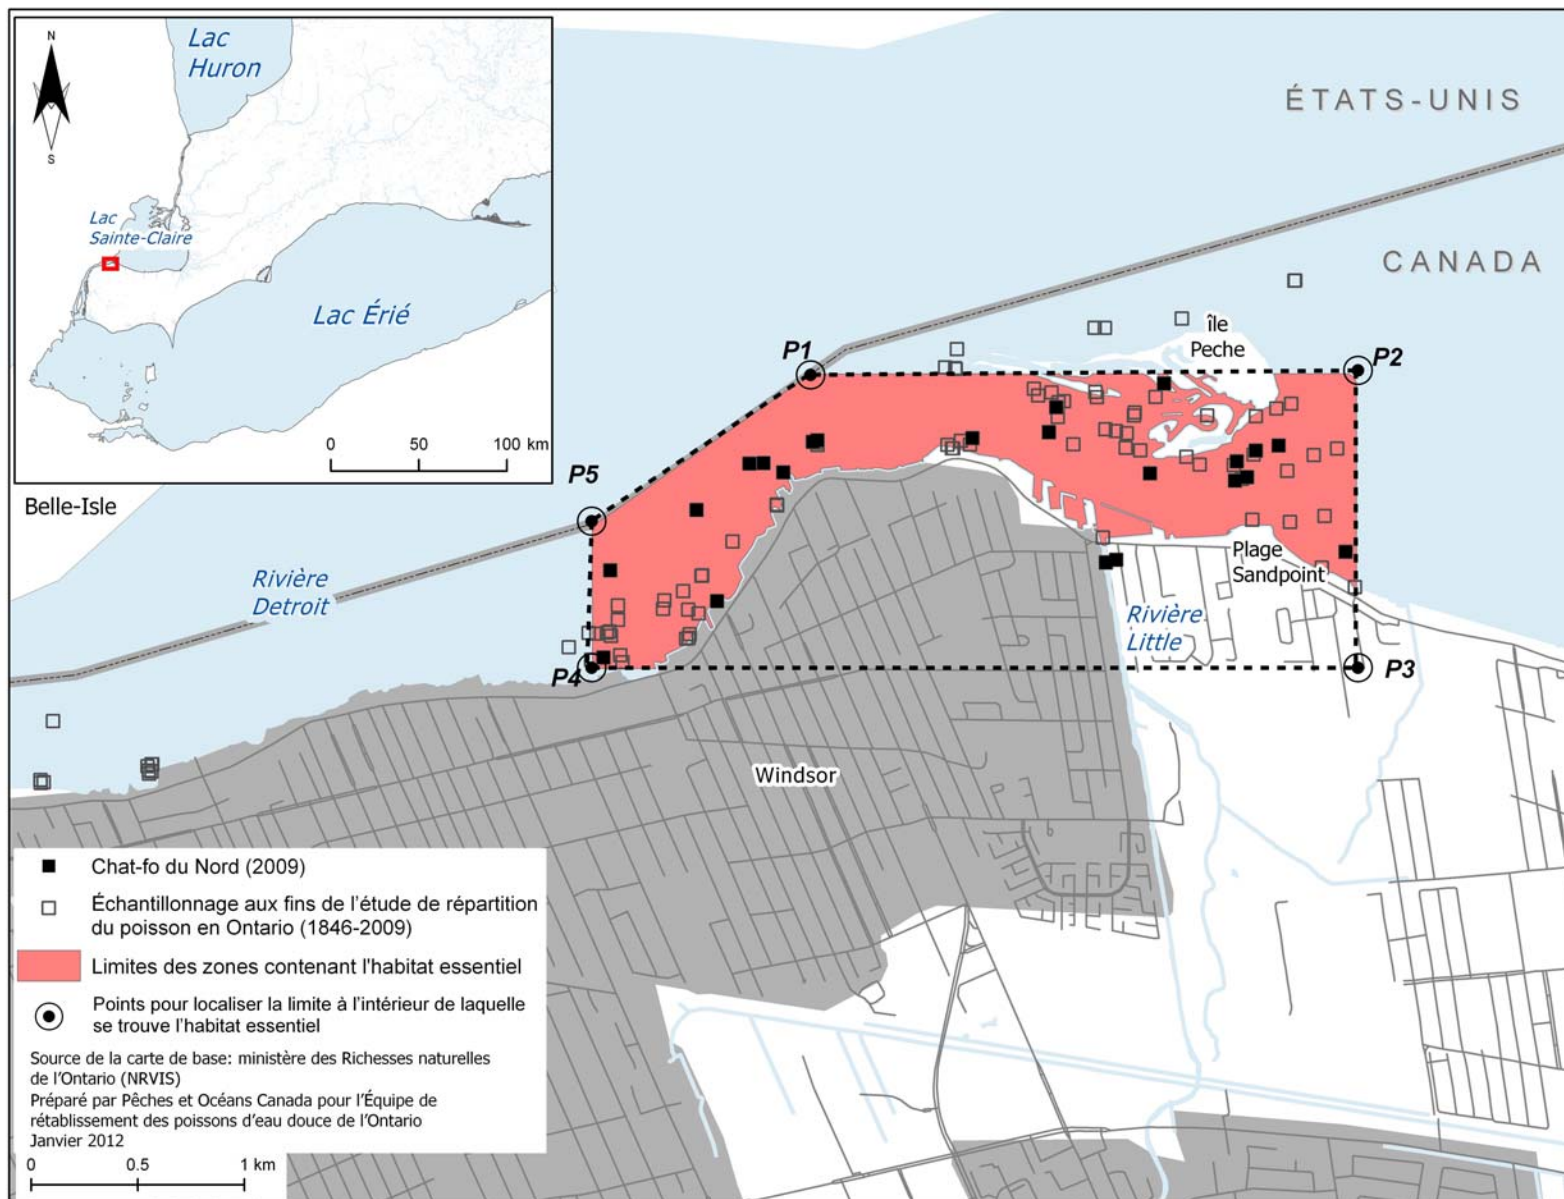 N
S
Lac
Huron
Lac
Sainte-Claire
Lac Érié
0 50 100 km
ÉTATS-UNIS
CANADA
île
Peche
P1
P2
P5
Belle-Isle
Rivière
Detroit
Plage
Sandpoint
Rivière
Little
P4
P3
Windsor
Chat-fo du Nord (2009)
Échantillonnage aux fins de l'étude de répartition
du poisson en Ontario (1846-2009)
Limites des zones contenant l'habitat essentiel
Points pour localiser la limite à l'intérieur de laquelle
se trouve l'habitat essentiel
Source de la carte de base: ministère des Richesses naturelles
de l'Ontario (NRVIS)
Préparé par Pêches et Océans Canada pour l'Équipe de
rétablissement des poissons d'eau douce de l'Ontario
Janvier 2012
0 0.5 1 km